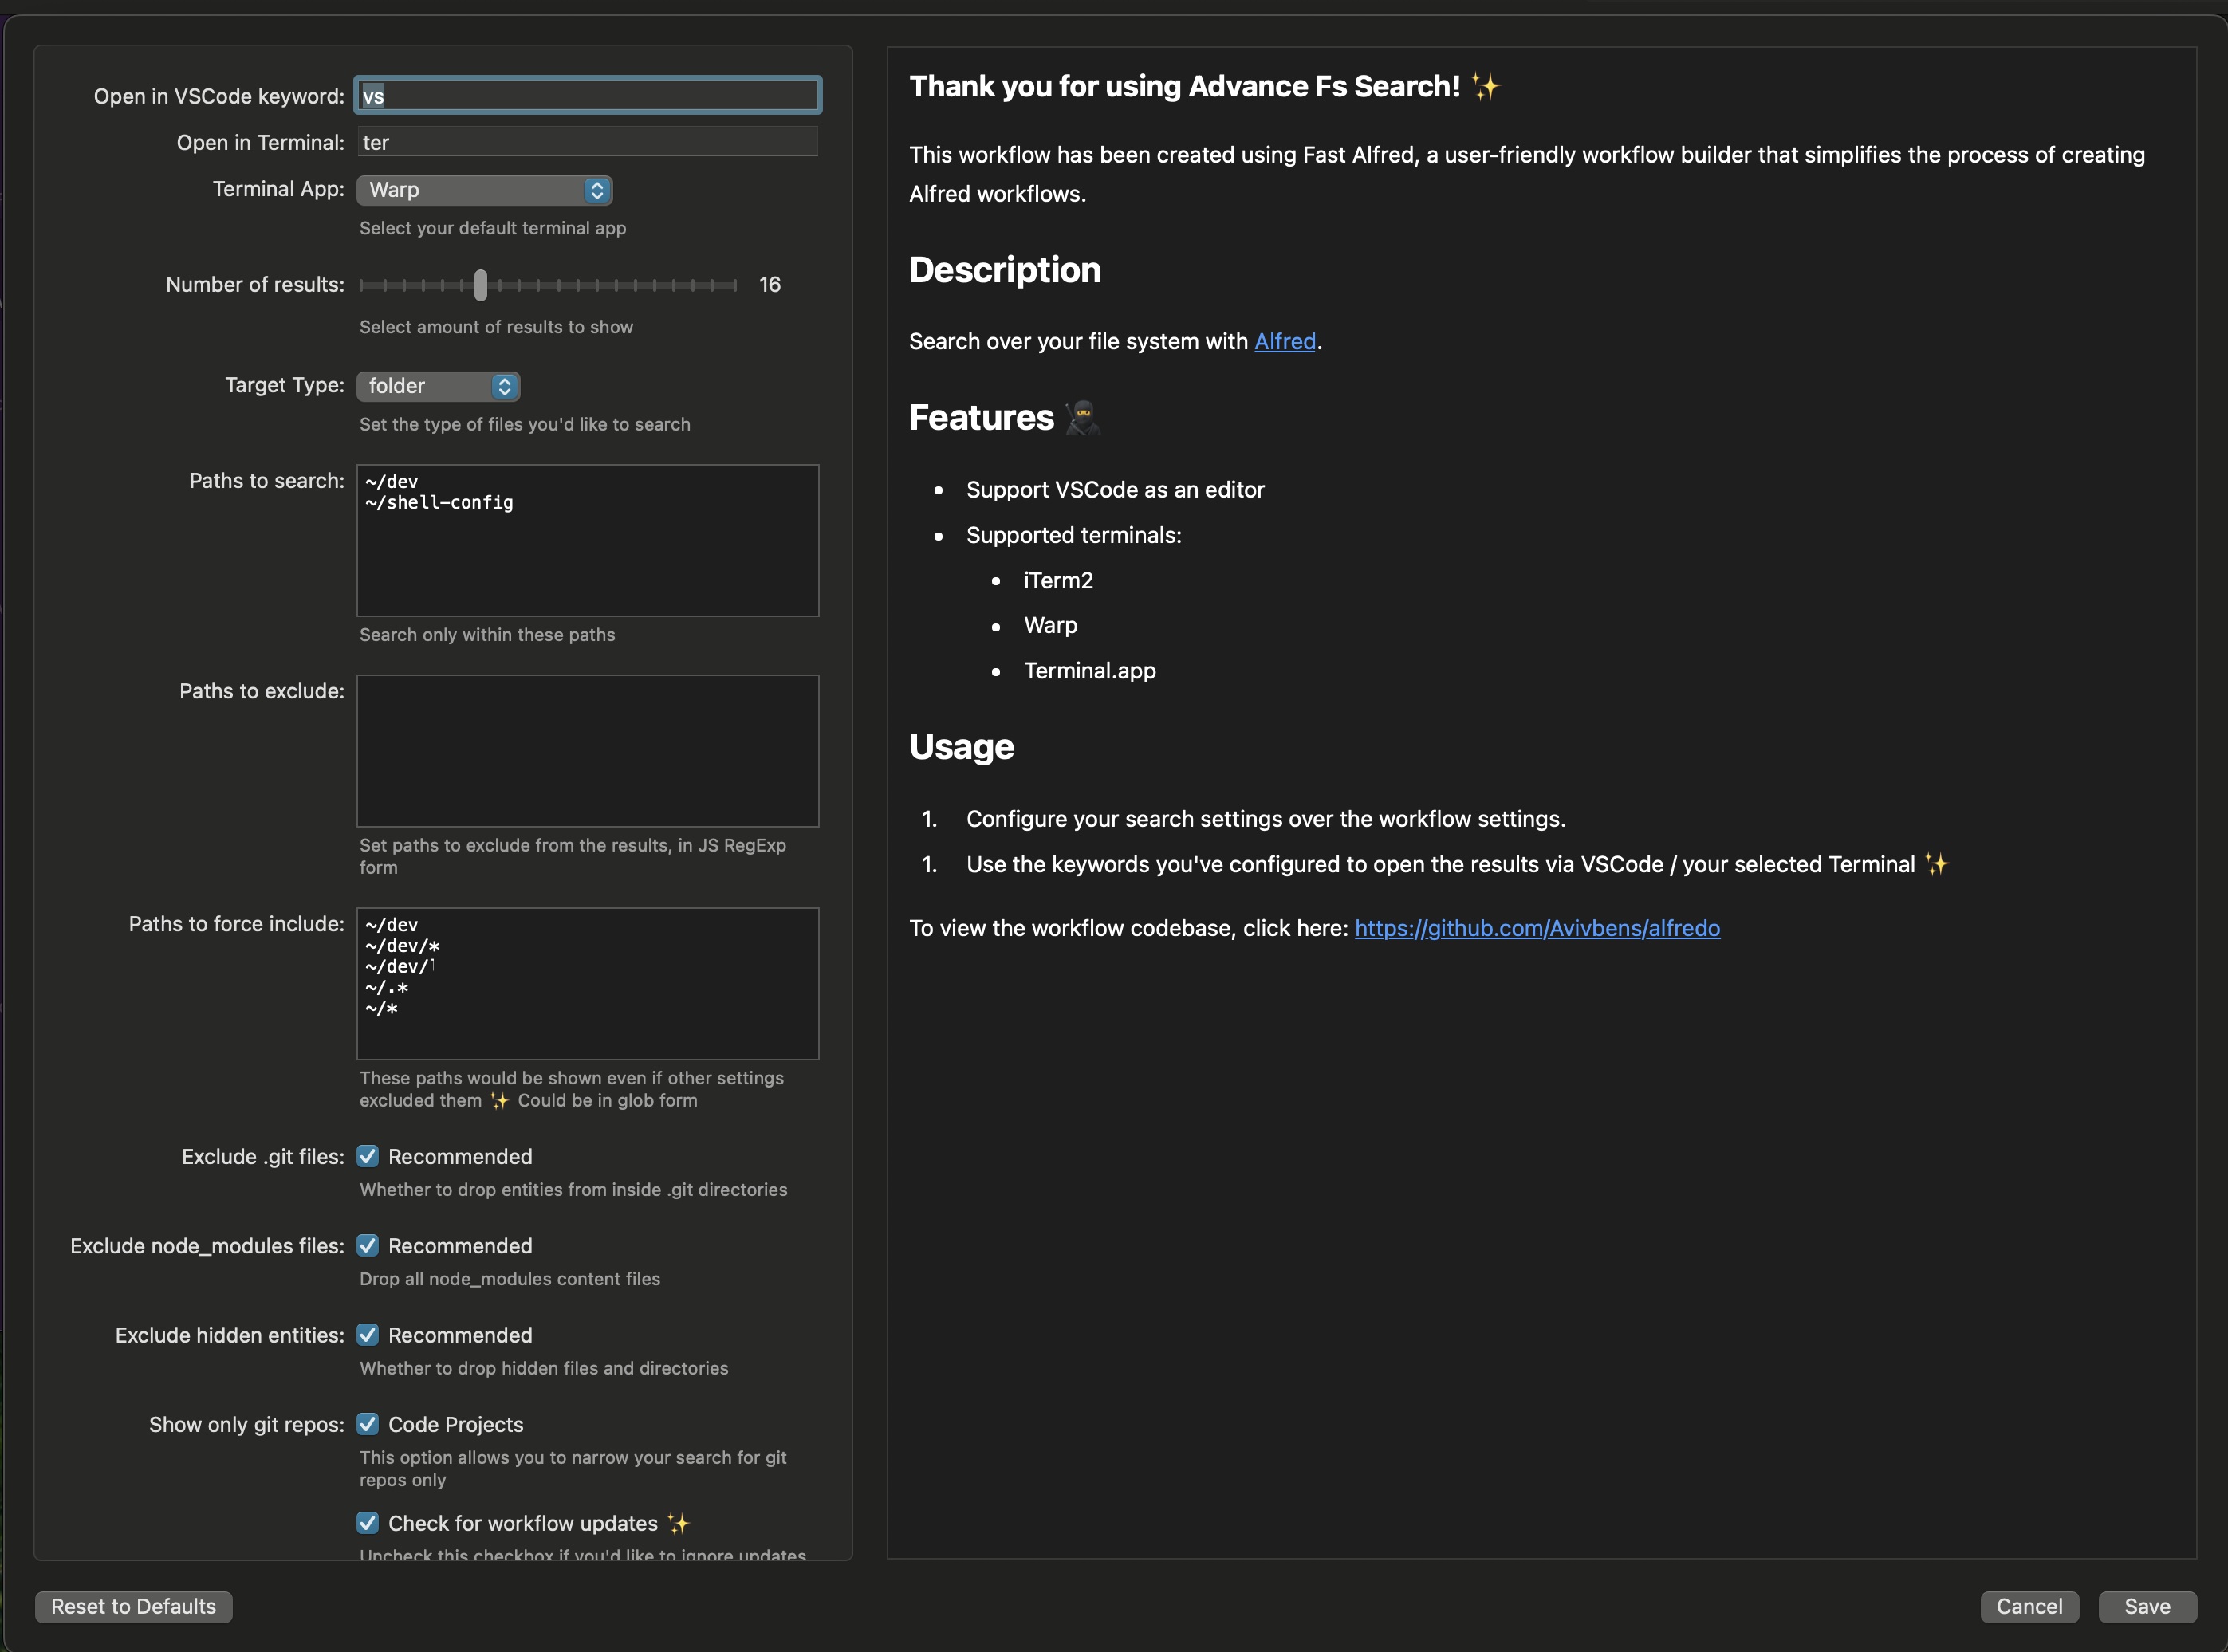 Open in VSCode keyword: vs
Open in Terminal: ter
Terminal App: Warp
Select your default terminal app
Number of results: 16
Select amount of results to show
Target Type: folder
Set the type of files you'd like to search
Paths to search: ~/dev
~/shell-config
Search only within these paths
Paths to exclude:
Set paths to exclude from the results, in JS RegExp
form
Paths to force include: ~/dev
~/dev/*
~/dev/
~/.*
~/*
These paths would be shown even if other settings
excluded them ✨ Could be in glob form
Exclude .git files: Recommended
Whether to drop entities from inside .git directories
Exclude node_modules files: Recommended
Drop all node_modules content files
Exclude hidden entities: Recommended
Whether to drop hidden files and directories
Show only git repos: Code Projects
This option allows you to narrow your search for git
repos only
Check for workflow updates ✨
Uncheck this checkbox if you'd like to ignore updates
Reset to Defaults
Thank you for using Advance Fs Search! ✨
This workflow has been created using Fast Alfred, a user-friendly workflow builder that simplifies the process of creating
Alfred workflows.
Description
Search over your file system with Alfred.
Features 🥷
• Support VSCode as an editor
• Supported terminals:
• iTerm2
• Warp
• Terminal.app
Usage
1. Configure your search settings over the workflow settings.
1. Use the keywords you've configured to open the results via VSCode / your selected Terminal ✨
To view the workflow codebase, click here: https://github.com/Avivbens/alfredo
Cancel
Save